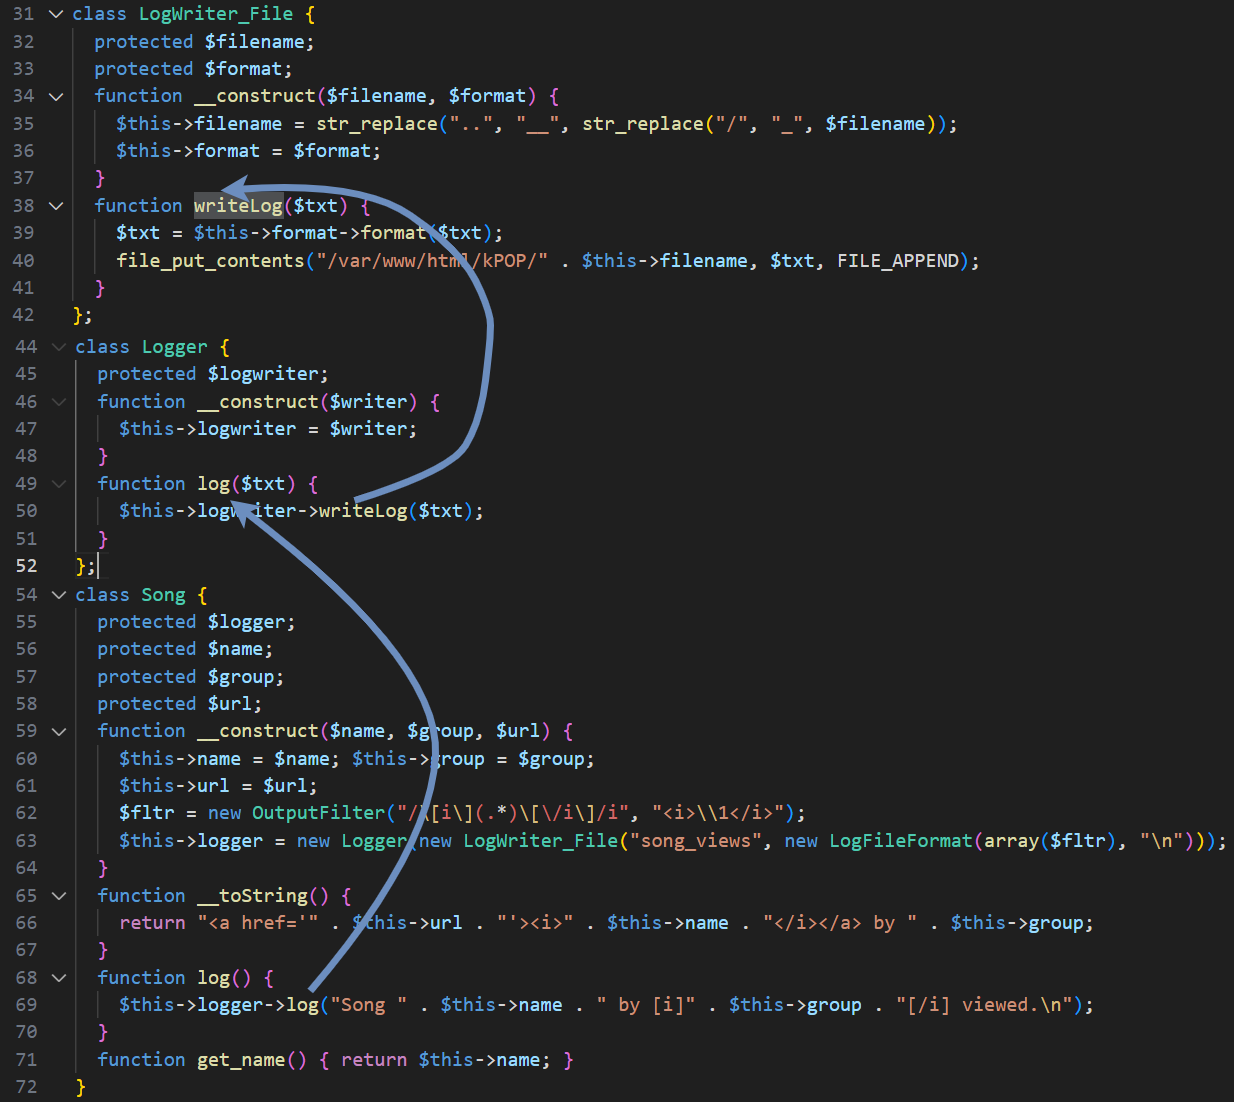 31 class LogWriter_File {
32 protected $filename;
33 protected $format;
34 function __construct($filename, $format) {
35 $this->filename = str_replace("..", "__", str_replace("/", "_", $filename));
36 $this->format = $format;
37 }
38 function writeLog($txt) {
39 $txt = $this->format->format($txt);
40 file_put_contents("/var/www/html/kPOP/" . $this->filename, $txt, FILE_APPEND);
41 }
42 };
44 class Logger {
45 protected $logwriter;
46 function __construct($writer) {
47 $this->logwriter = $writer;
48 }
49 function log($txt) {
50 $this->logwriter->writeLog($txt);
51 }
52 };
54 class Song {
55 protected $logger;
56 protected $name;
57 protected $group;
58 protected $url;
59 function __construct($name, $group, $url) {
60 $this->name = $name; $this->group = $group;
61 $this->url = $url;
62 $fltr = new OutputFilter("/\[i\](.*)\[\/i\]/i", "<i>\\1</i>");
63 $this->logger = new Logger(new LogWriter_File("song_views", new LogFileFormat(array($fltr), "\n")));
64 }
65 function __toString() {
66 return "<a href='" . $this->url . "'><i>" . $this->name . "</i></a> by " . $this->group;
67 }
68 function log() {
69 $this->logger->log("Song " . $this->name . " by [i]" . $this->group . "[/i] viewed.\n");
70 }
71 function get_name() { return $this->name; }
72 }